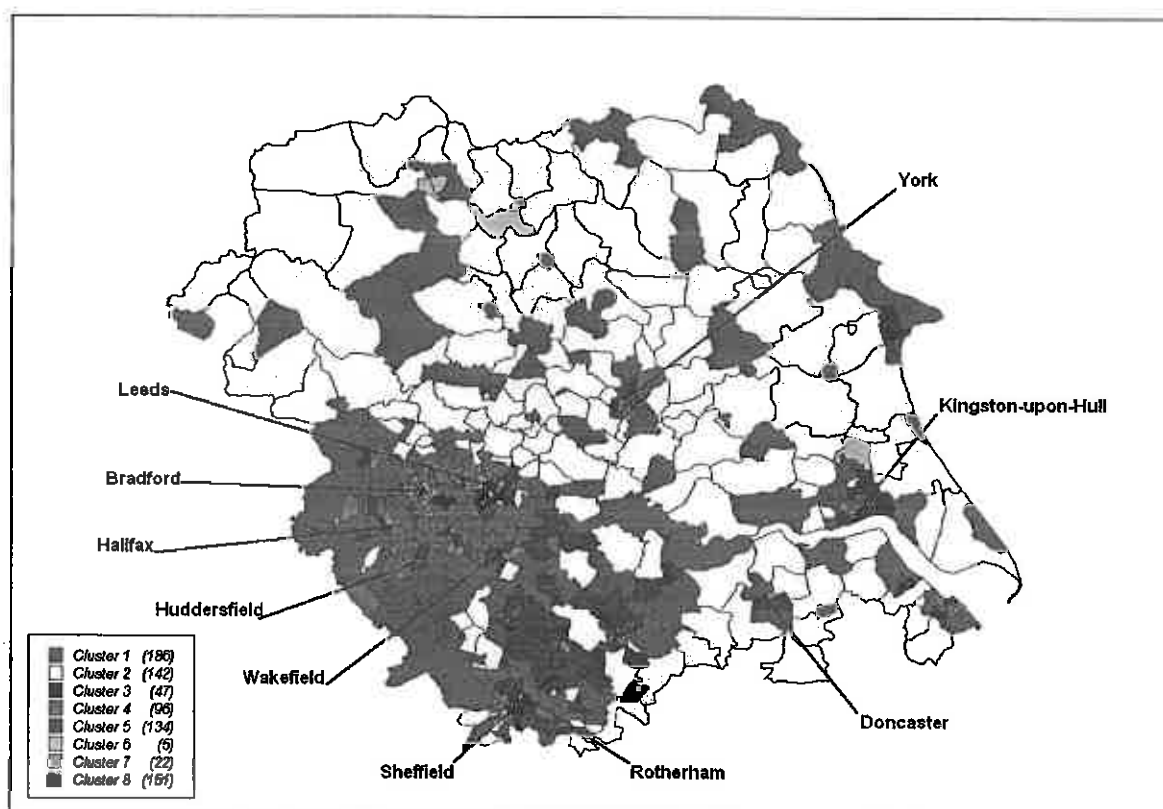 York
Leeds
Kingston-upon-Hull
Bradford
Halifax
Huddersfield
Wakefield
Doncaster
Sheffield
Rotherham
Cluster 1 (186)
Cluster 2 (142)
Cluster 3 (47)
Cluster 4 (96)
Cluster 5 (134)
Cluster 6 (5)
Cluster 7 (22)
Cluster 8 (151)